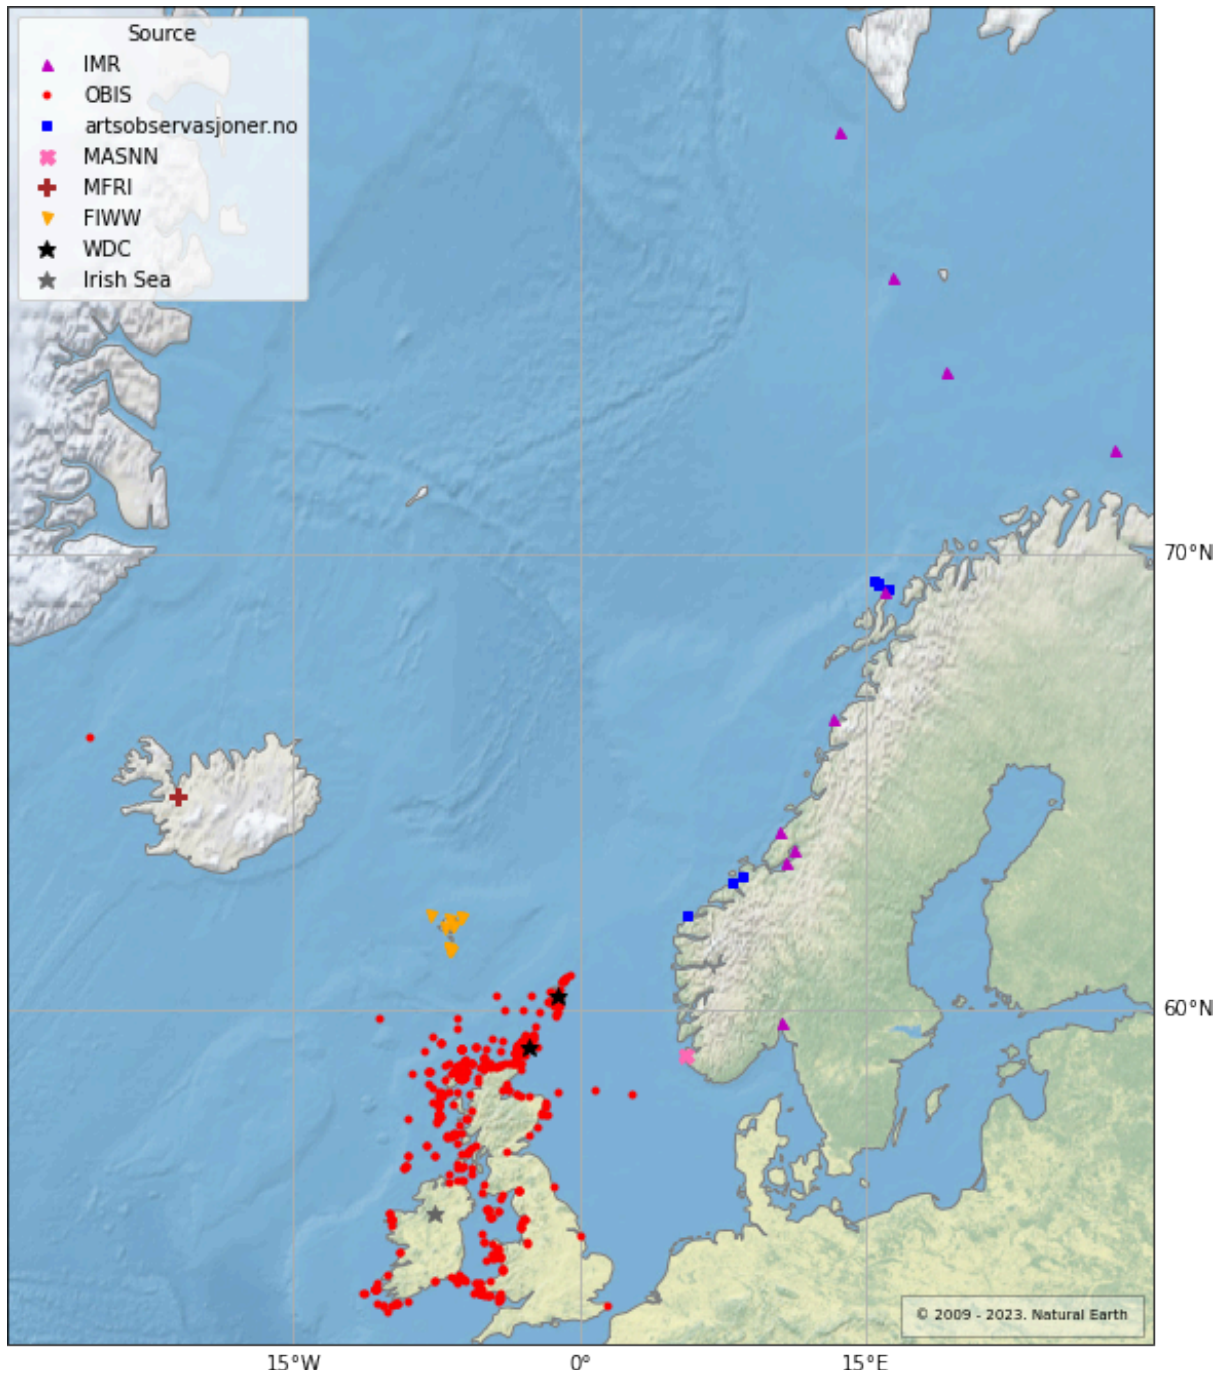 Source
IMR
OBIS
artsobservasjoner.no
MASNN
MFRI
FIWW
WDC
Irish Sea
70°N
60°N
© 2009 - 2023. Natural Earth
15°W 0° 15°E